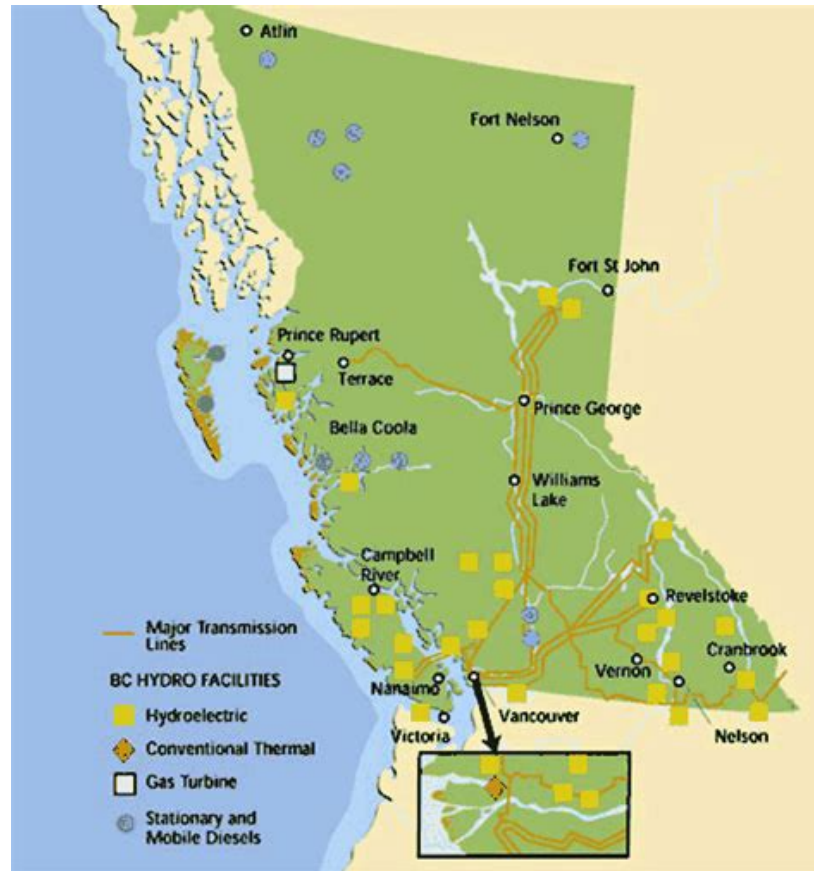 Atlin
Fort Nelson
Fort St John
Prince Rupert
Terrace
Prince George
Bella Coola
Williams
Lake
Campbell
River
Revelstoke
Major Transmission
Lines
Cranbrook
Vernon
BC HYDRO FACILITIES
Nanaimo
Hydroelectric
Vancouver
Nelson
Victoria
Conventional Thermal
Gas Turbine
Stationary and
Mobile Diesels